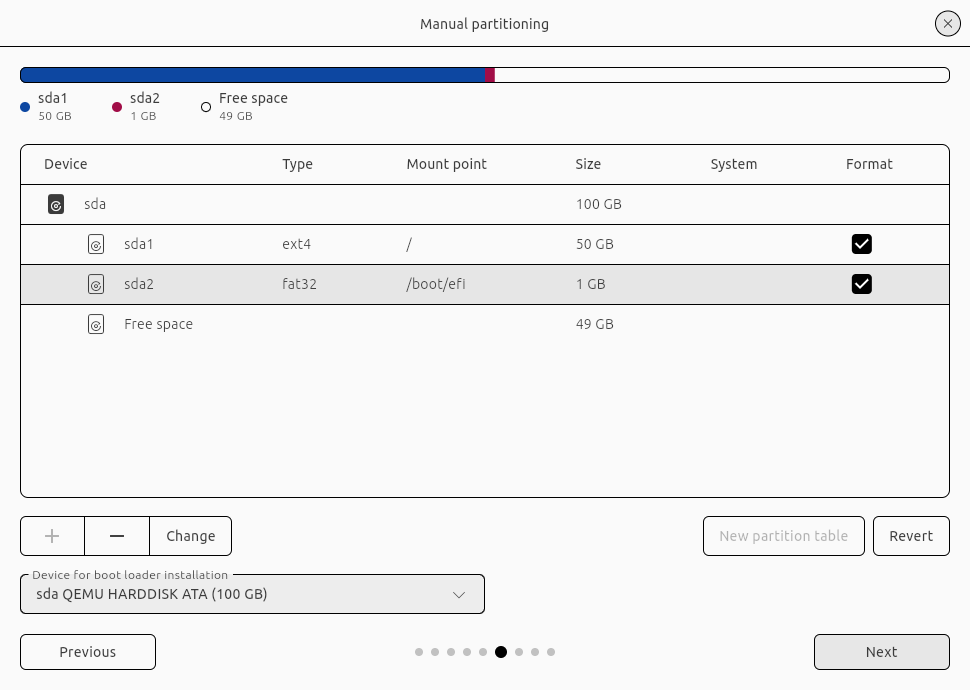 Manual partitioning
sda1 sda2 Free space
50 GB 1 GB 49 GB
Device Type Mount point Size System Format
sda 100 GB
sda1 ext4 / 50 GB
sda2 fat32 /boot/efi 1 GB
Free space 49 GB
Change New partition table Revert
Device for boot loader installation
sda QEMU HARDDISK ATA (100 GB)
Previous Next